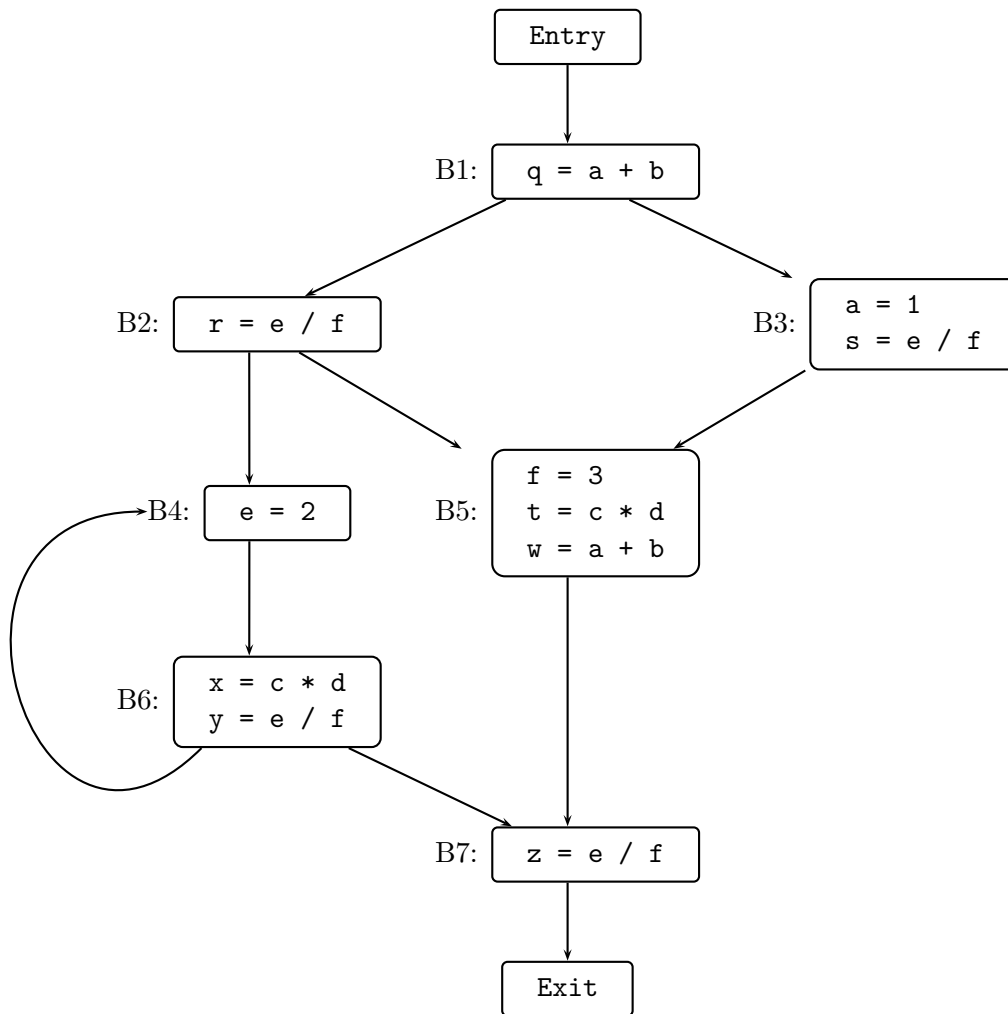 Entry
B1: q = a + b
B2: r = e / f
B3: a = 1
s = e / f
B4: e = 2
B5: f = 3
t = c * d
w = a + b
B6: x = c * d
y = e / f
B7: z = e / f
Exit